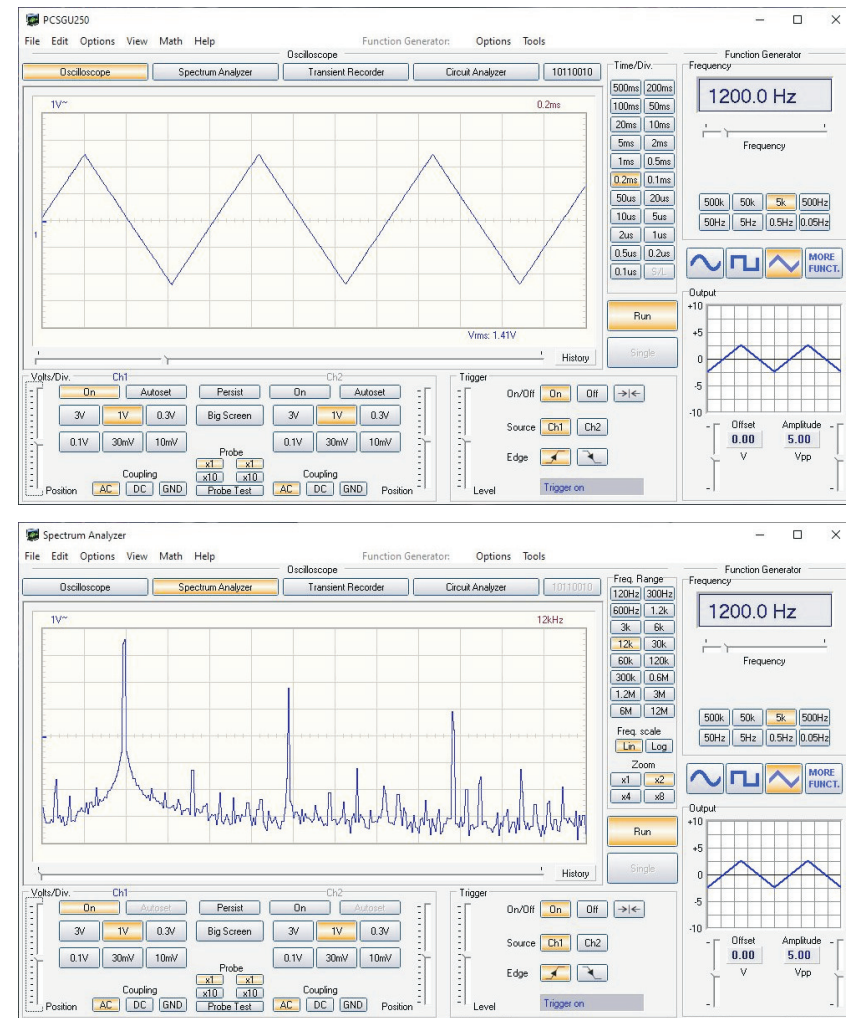 PCSGU250
File Edit Options View Math Help Function Generator: Options Tools
Oscilloscope
Oscilloscope Spectrum Analyzer Transient Recorder Circuit Analyzer 10110010
1V~ 0.2ms
1
Vrms: 1.41V
History
Time/Div.
500ms 200ms
100ms 50ms
20ms 10ms
5ms 2ms
1ms 0.5ms
0.2ms 0.1ms
50us 20us
10us 5us
2us 1us
0.5us 0.2us
0.1us S/L
Run
Single
Function Generator
Frequency
1200.0 Hz
Frequency
500k 50k 5k 500Hz
50Hz 5Hz 0.5Hz 0.05Hz
MORE
FUNCT.
Output
+10
+5
0
-5
-10
Offset Amplitude
0.00 5.00
V Vpp
Volts/Div. Ch1 Ch2
On Autoset Persist On Autoset
3V 1V 0.3V Big Screen 3V 1V 0.3V
0.1V 30mV 10mV 0.1V 30mV 10mV
Probe
x1 x1
x10 x10
Probe Test
Coupling Coupling
Position AC DC GND AC DC GND Position
Trigger
On/Off On Off
Source Ch1 Ch2
Edge
Level Trigger on
Spectrum Analyzer
File Edit Options View Math Help Function Generator: Options Tools
Oscilloscope
Oscilloscope Spectrum Analyzer Transient Recorder Circuit Analyzer 10110010
1V~ 12kHz
History
Freq. Range
120Hz 300Hz
600Hz 1.2k
3k 6k
12k 30k
60k 120k
300k 0.6M
1.2M 3M
6M 12M
Freq. scale
Lin Log
Zoom
x1 x2
x4 x8
Run
Single
Function Generator
Frequency
1200.0 Hz
Frequency
500k 50k 5k 500Hz
50Hz 5Hz 0.5Hz 0.05Hz
MORE
FUNCT.
Output
+10
+5
0
-5
-10
Offset Amplitude
0.00 5.00
V Vpp
Volts/Div. Ch1 Ch2
On Autoset Persist On Autoset
3V 1V 0.3V Big Screen 3V 1V 0.3V
0.1V 30mV 10mV 0.1V 30mV 10mV
Probe
x1 x1
x10 x10
Probe Test
Coupling Coupling
Position AC DC GND AC DC GND Position
Trigger
On/Off On Off
Source Ch1 Ch2
Edge
Level Trigger on